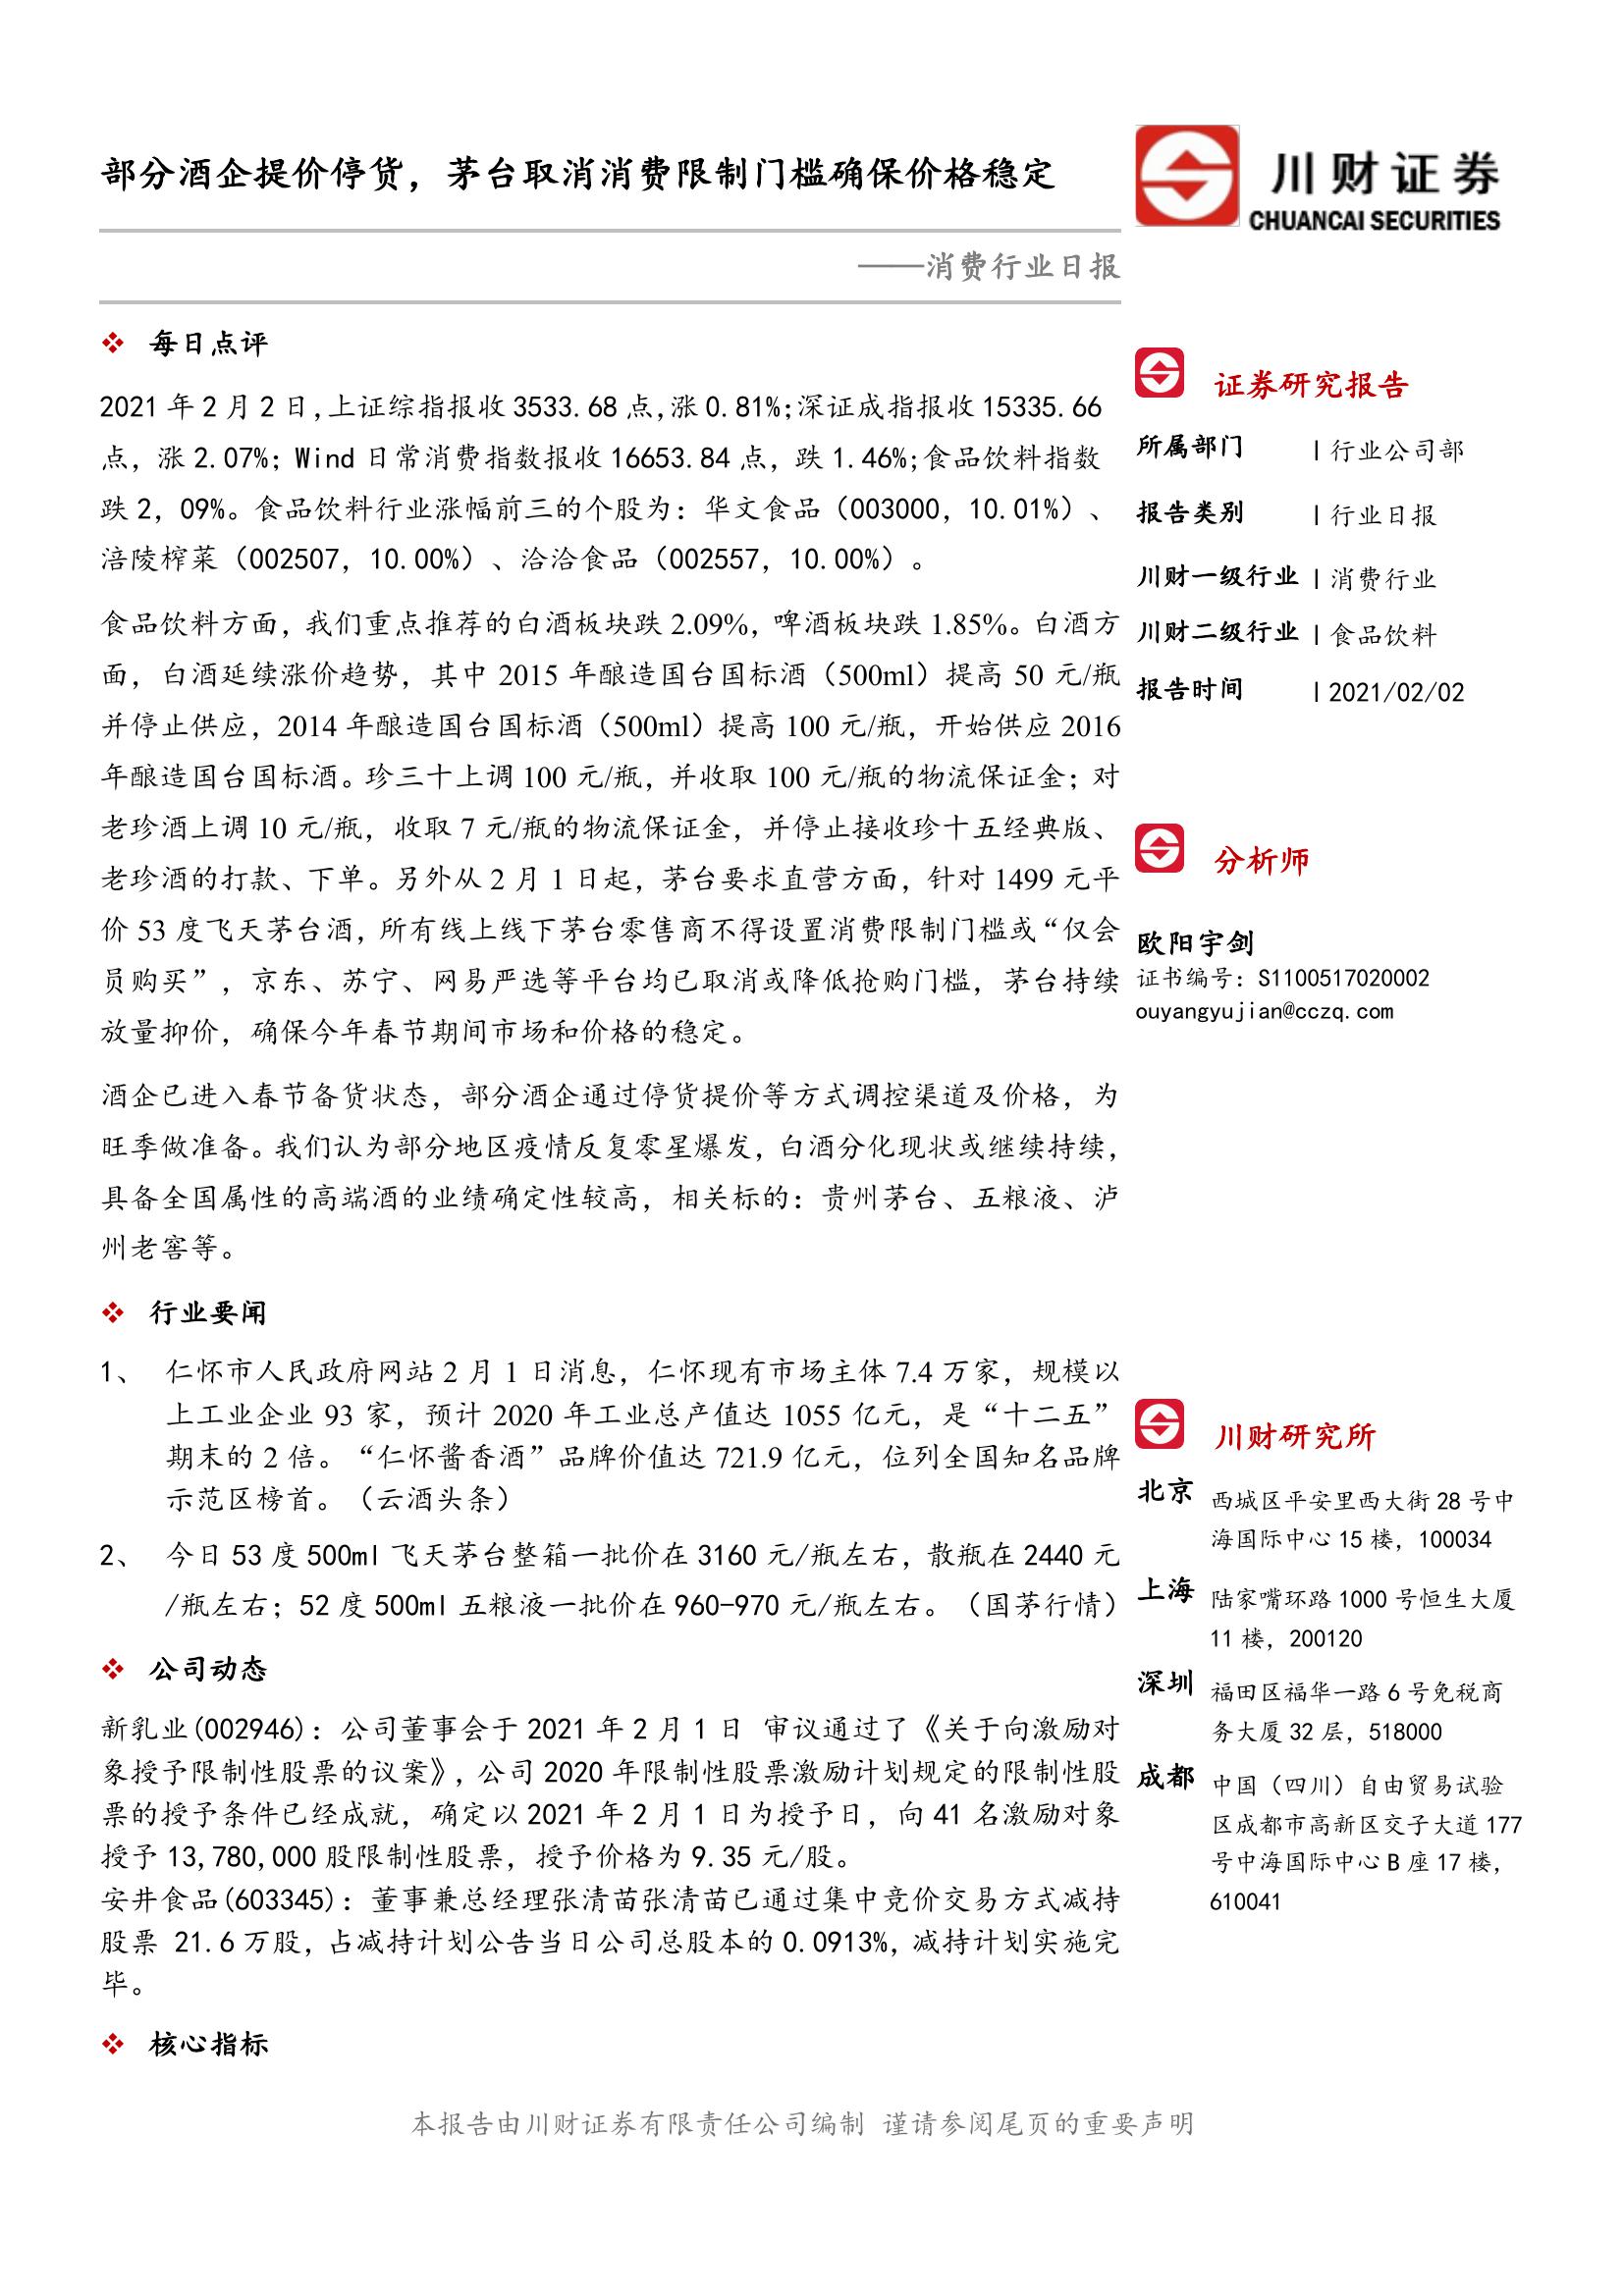 部分酒企提价停货，茅台取消消费限制门槛确保价格稳定
——消费行业日报
川财证券
CHUANCAI SECURITIES
❖ 每日点评
2021年2月2日,上证综指报收3533.68点,涨0.81%;深证成指报收15335.66
点，涨2.07%；Wind日常消费指数报收16653.84点，跌1.46%;食品饮料指数
跌2，09%。食品饮料行业涨幅前三的个股为：华文食品（003000，10.01%）、
涪陵榨菜（002507，10.00%）、洽洽食品（002557，10.00%）。
食品饮料方面，我们重点推荐的白酒板块跌2.09%，啤酒板块跌1.85%。白酒方
面，白酒延续涨价趋势，其中2015年酿造国台国标酒（500ml）提高50元/瓶
并停止供应，2014年酿造国台国标酒（500ml）提高100元/瓶，开始供应2016
年酿造国台国标酒。珍三十上调100元/瓶，并收取100元/瓶的物流保证金；对
老珍酒上调10元/瓶，收取7元/瓶的物流保证金，并停止接收珍十五经典版、
老珍酒的打款、下单。另外从2月1日起，茅台要求直营方面，针对1499元平
价53度飞天茅台酒，所有线上线下茅台零售商不得设置消费限制门槛或“仅会
员购买”，京东、苏宁、网易严选等平台均已取消或降低抢购门槛，茅台持续
放量抑价，确保今年春节期间市场和价格的稳定。
酒企已进入春节备货状态，部分酒企通过停货提价等方式调控渠道及价格，为
旺季做准备。我们认为部分地区疫情反复零星爆发，白酒分化现状或继续持续，
具备全国属性的高端酒的业绩确定性较高，相关标的：贵州茅台、五粮液、泸
州老窖等。
❖ 行业要闻
1、 仁怀市人民政府网站2月1日消息，仁怀现有市场主体7.4万家，规模以
上工业企业93家，预计2020年工业总产值达1055亿元，是“十二五”
期末的2倍。“仁怀酱香酒”品牌价值达721.9亿元，位列全国知名品牌
示范区榜首。（云酒头条）
2、 今日53度500ml飞天茅台整箱一批价在3160元/瓶左右，散瓶在2440元
/瓶左右；52度500ml五粮液一批价在960-970元/瓶左右。（国茅行情）
❖ 公司动态
新乳业(002946)：公司董事会于2021年2月1日 审议通过了《关于向激励对
象授予限制性股票的议案》，公司2020年限制性股票激励计划规定的限制性股
票的授予条件已经成就，确定以2021年2月1日为授予日，向41名激励对象
授予13,780,000股限制性股票，授予价格为9.35元/股。
安井食品(603345)：董事兼总经理张清苗张清苗已通过集中竞价交易方式减持
股票 21.6万股，占减持计划公告当日公司总股本的0.0913%，减持计划实施完
毕。
❖ 核心指标
证券研究报告
所属部门 | 行业公司部
报告类别 | 行业日报
川财一级行业 | 消费行业
川财二级行业 | 食品饮料
报告时间 | 2021/02/02
分析师
欧阳宇剑
证书编号：S1100517020002
ouyangyujian@cczq.com
川财研究所
北京 西城区平安里西大街28号中
海国际中心15楼，100034
上海 陆家嘴环路1000号恒生大厦
11楼，200120
深圳 福田区福华一路6号免税商
务大厦32层，518000
成都 中国（四川）自由贸易试验
区成都市高新区交子大道177
号中海国际中心B座17楼，
610041
本报告由川财证券有限责任公司编制 谨请参阅尾页的重要声明